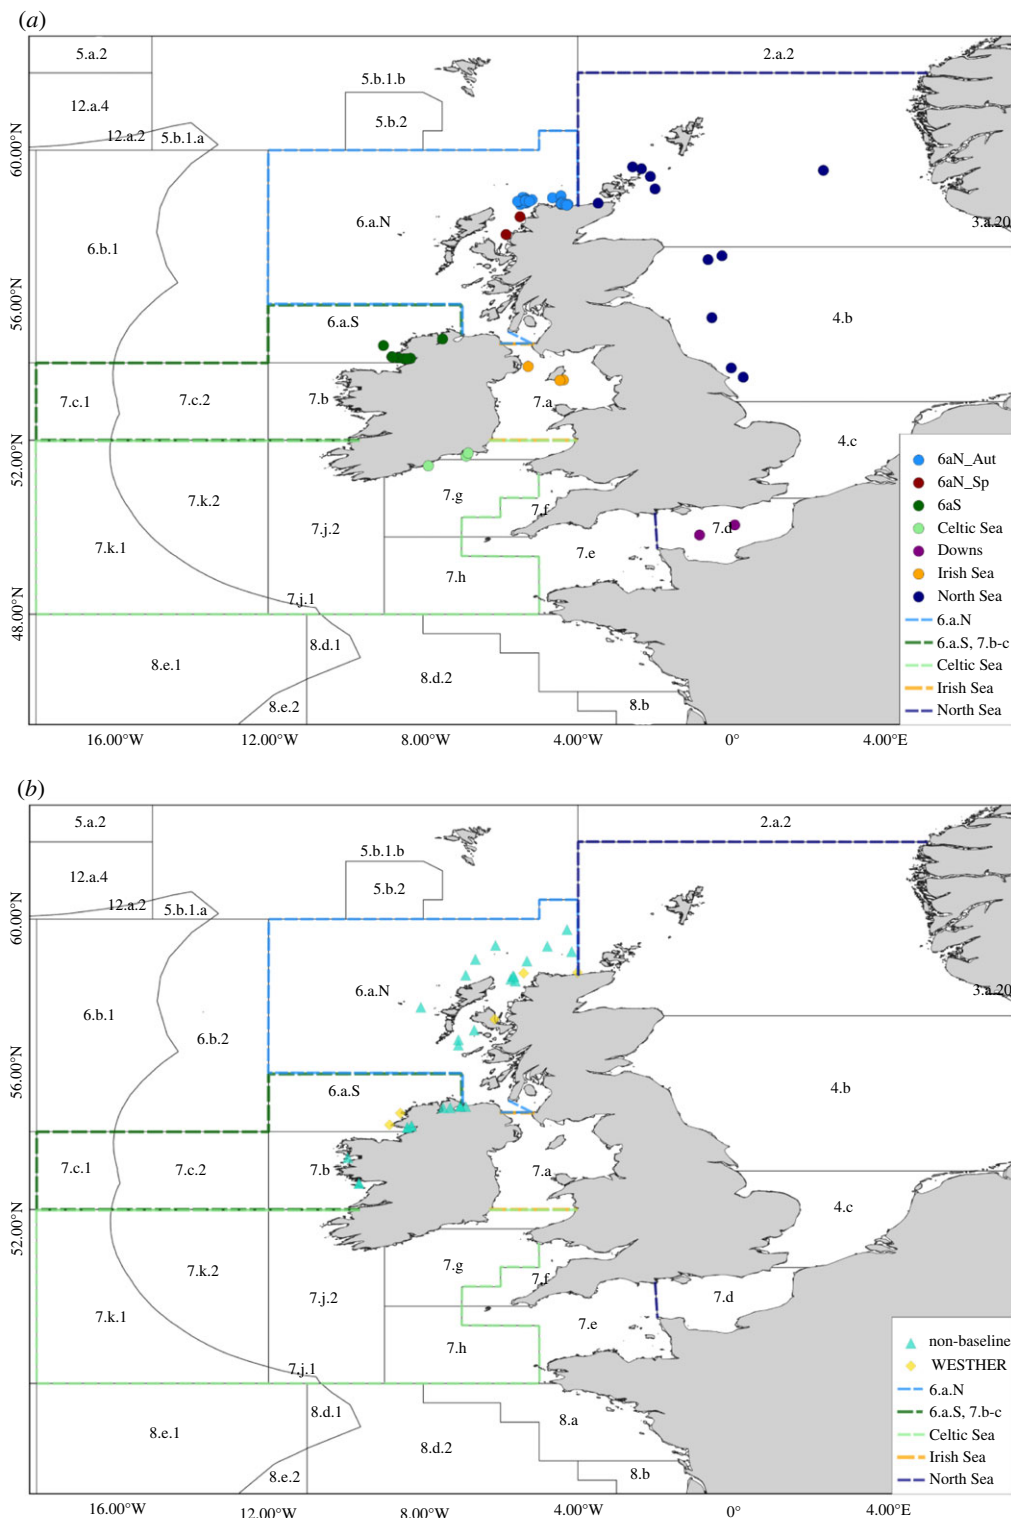 (a)
5.a.2
2.a.2
5.b.1.b
12.a.4
5.b.2
12.a.2
5.b.1.a
60.00°N
6.a.N
3.a.20
6.b.1
56.00°N
6.a.S
4.b
7.c.1
7.c.2
7.b
7.a
4.c
52.00°N
7.g
7.k.2
7.f
7.j.2
7.d
7.k.1
7.e
7.h
7.j.1
48.00°N
8.d.1
8.e.1
8.d.2
8.e.2
8.b
6aN_Aut
6aN_Sp
6aS
Celtic Sea
Downs
Irish Sea
North Sea
6.a.N
6.a.S, 7.b-c
Celtic Sea
Irish Sea
North Sea
16.00°W 12.00°W 8.00°W 4.00°W 0° 4.00°E
(b)
5.a.2
2.a.2
5.b.1.b
12.a.4
5.b.2
12.a.2
5.b.1.a
60.00°N
6.a.N
3.a.20
6.b.1
6.b.2
56.00°N
6.a.S
4.b
7.c.1
7.c.2
7.b
7.a
4.c
52.00°N
7.g
7.k.2
7.f
7.j.2
7.d
7.k.1
7.e
7.h
7.j.1
8.d.1
8.a
8.e.1
8.d.2
8.e.2
8.b
non-baseline
WESTHER
6.a.N
6.a.S, 7.b-c
Celtic Sea
Irish Sea
North Sea
16.00°W 12.00°W 8.00°W 4.00°W 0° 4.00°E